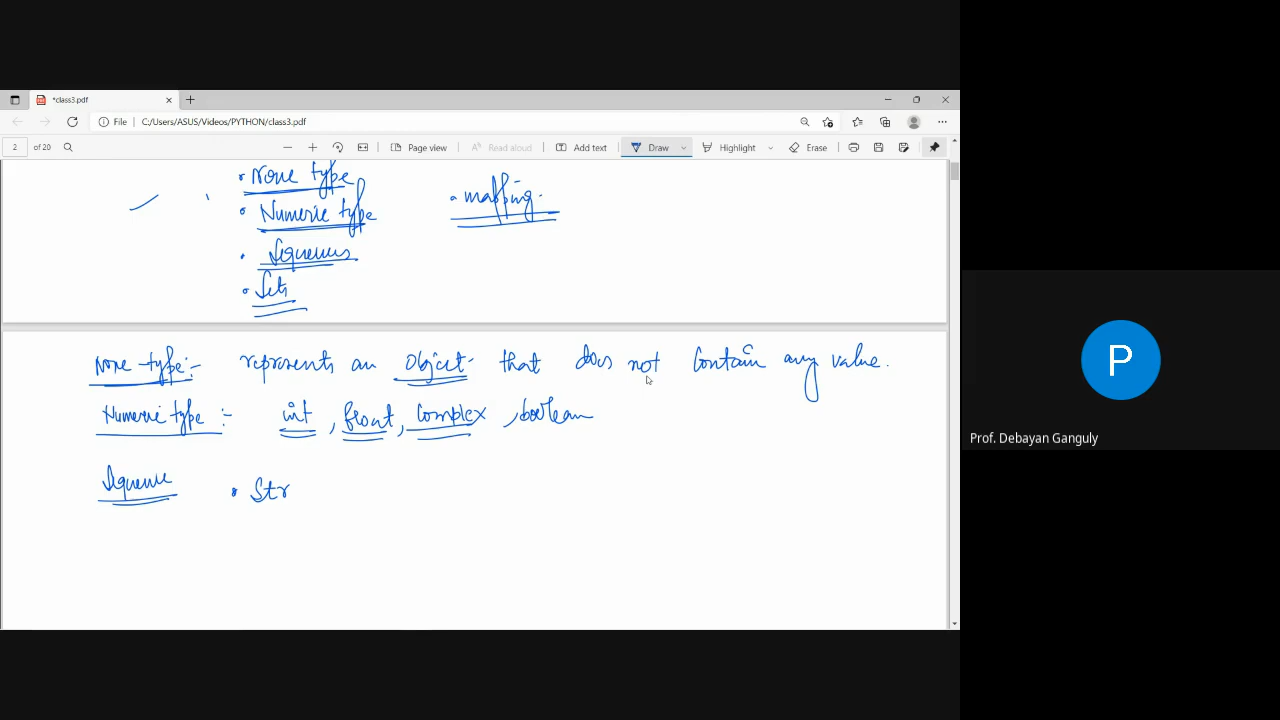 *class3.pdf
File C:/Users/ASUS/Videos/PYTHON/class3.pdf
2 of 20 Page view Read aloud Add text Draw Highlight Erase
• None type
• Numeric type • mapping.
• Sequences
• Sets
None type:- represents an object that does not contain any value.
Numeric type :- int, float, complex, boolean
Sequence • Str
P
Prof. Debayan Ganguly